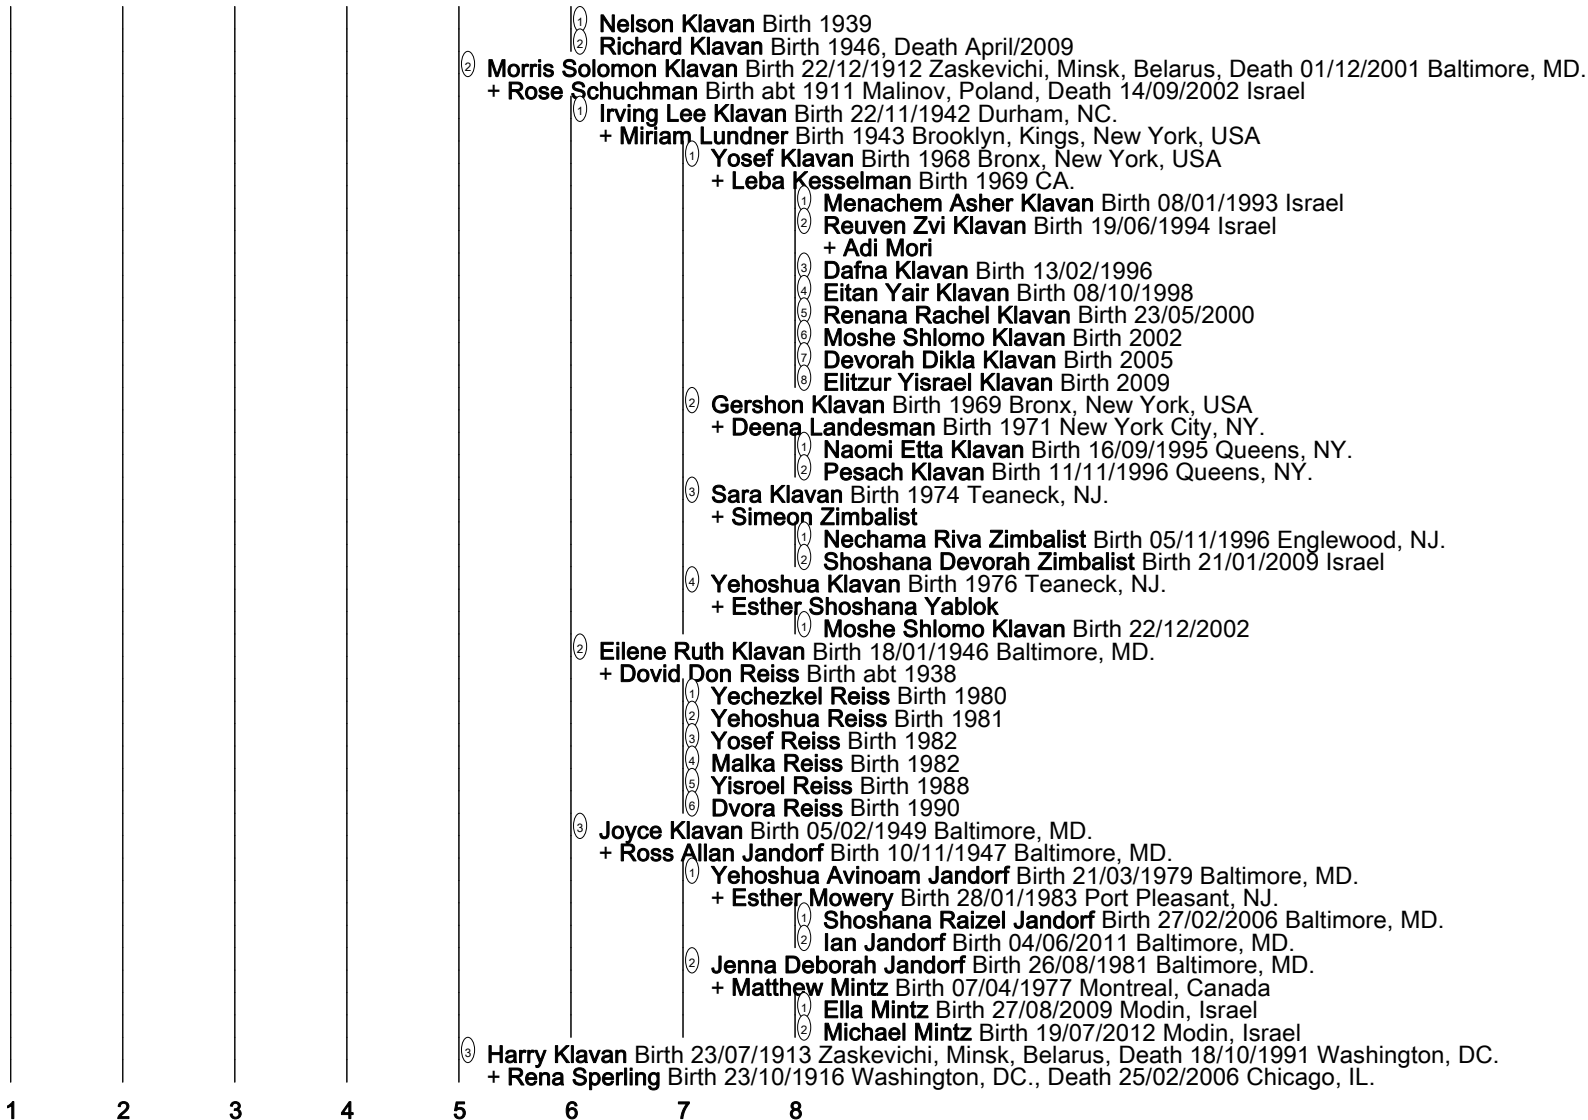 1 Nelson Klavan Birth 1939
2 Richard Klavan Birth 1946, Death April/2009
2 Morris Solomon Klavan Birth 22/12/1912 Zaskevichi, Minsk, Belarus, Death 01/12/2001 Baltimore, MD.
+ Rose Schuchman Birth abt 1911 Malinov, Poland, Death 14/09/2002 Israel
1 Irving Lee Klavan Birth 22/11/1942 Durham, NC.
+ Miriam Lundner Birth 1943 Brooklyn, Kings, New York, USA
1 Yosef Klavan Birth 1968 Bronx, New York, USA
+ Leba Kesselman Birth 1969 CA.
1 Menachem Asher Klavan Birth 08/01/1993 Israel
2 Reuven Zvi Klavan Birth 19/06/1994 Israel
+ Adi Mori
3 Dafna Klavan Birth 13/02/1996
4 Eitan Yair Klavan Birth 08/10/1998
5 Renana Rachel Klavan Birth 23/05/2000
6 Moshe Shlomo Klavan Birth 2002
7 Devorah Dikla Klavan Birth 2005
8 Elitzur Yisrael Klavan Birth 2009
2 Gershon Klavan Birth 1969 Bronx, New York, USA
+ Deena Landesman Birth 1971 New York City, NY.
1 Naomi Etta Klavan Birth 16/09/1995 Queens, NY.
2 Pesach Klavan Birth 11/11/1996 Queens, NY.
3 Sara Klavan Birth 1974 Teaneck, NJ.
+ Simeon Zimbalist
1 Nechama Riva Zimbalist Birth 05/11/1996 Englewood, NJ.
2 Shoshana Devorah Zimbalist Birth 21/01/2009 Israel
4 Yehoshua Klavan Birth 1976 Teaneck, NJ.
+ Esther Shoshana Yablok
1 Moshe Shlomo Klavan Birth 22/12/2002
2 Eilene Ruth Klavan Birth 18/01/1946 Baltimore, MD.
+ Dovid Don Reiss Birth abt 1938
1 Yechezkel Reiss Birth 1980
2 Yehoshua Reiss Birth 1981
3 Yosef Reiss Birth 1982
4 Malka Reiss Birth 1982
5 Yisroel Reiss Birth 1988
6 Dvora Reiss Birth 1990
3 Joyce Klavan Birth 05/02/1949 Baltimore, MD.
+ Ross Allan Jandorf Birth 10/11/1947 Baltimore, MD.
1 Yehoshua Avinoam Jandorf Birth 21/03/1979 Baltimore, MD.
+ Esther Mowery Birth 28/01/1983 Port Pleasant, NJ.
1 Shoshana Raizel Jandorf Birth 27/02/2006 Baltimore, MD.
2 Ian Jandorf Birth 04/06/2011 Baltimore, MD.
2 Jenna Deborah Jandorf Birth 26/08/1981 Baltimore, MD.
+ Matthew Mintz Birth 07/04/1977 Montreal, Canada
1 Ella Mintz Birth 27/08/2009 Modin, Israel
2 Michael Mintz Birth 19/07/2012 Modin, Israel
3 Harry Klavan Birth 23/07/1913 Zaskevichi, Minsk, Belarus, Death 18/10/1991 Washington, DC.
+ Rena Sperling Birth 23/10/1916 Washington, DC., Death 25/02/2006 Chicago, IL.
1 2 3 4 5 6 7 8